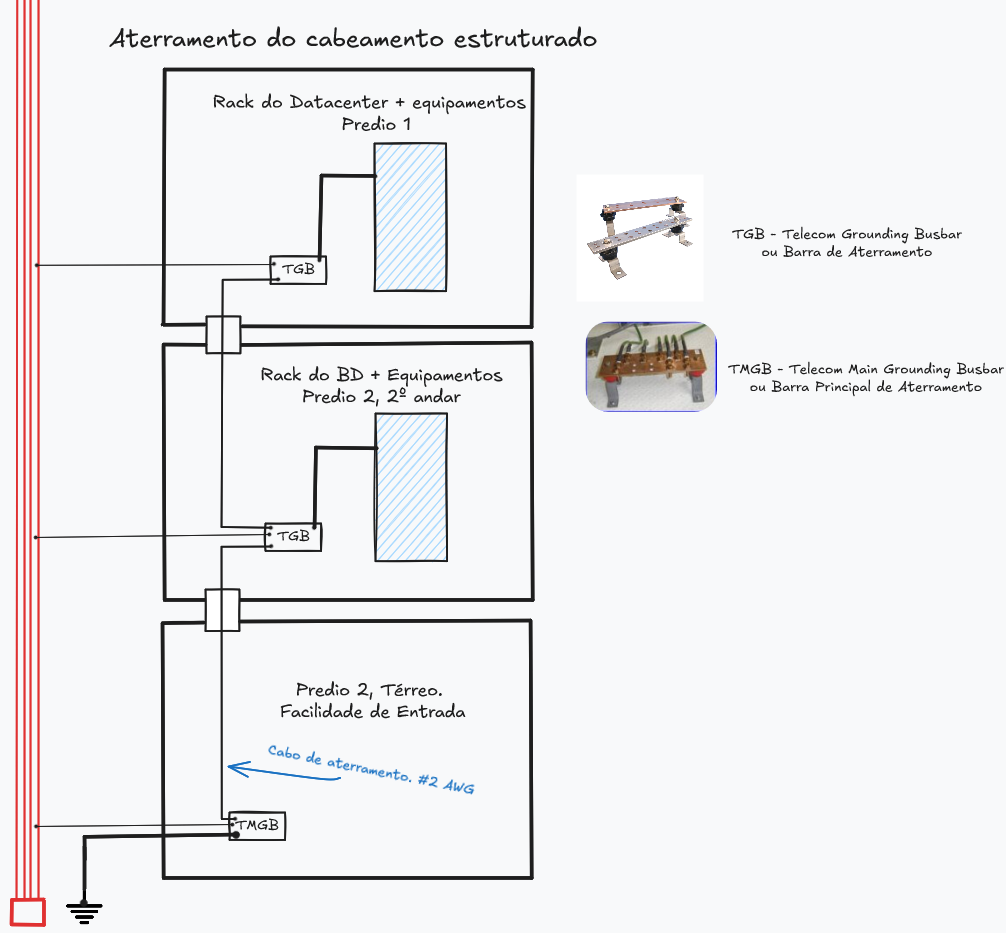 Aterramento do cabeamento estruturado
Rack do Datacenter + equipamentos
Predio 1
TGB
TGB - Telecom Grounding Busbar
ou Barra de Aterramento
TMGB - Telecom Main Grounding Busbar
ou Barra Principal de Aterramento
Rack do BD + Equipamentos
Predio 2, 2º andar
TGB
Predio 2, Térreo.
Facilidade de Entrada
Cabo de aterramento. #2 AWG
TMGB